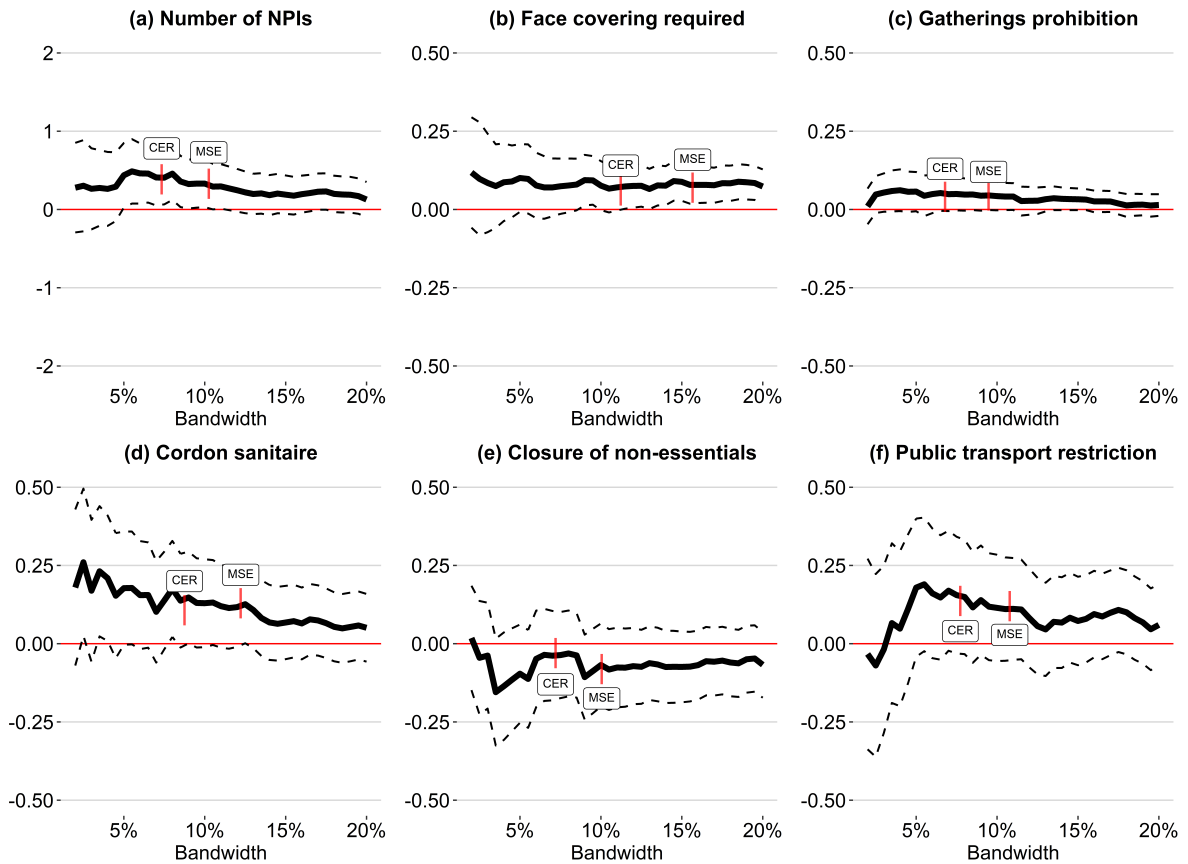 (a) Number of NPIs
(b) Face covering required
(c) Gatherings prohibition
2
1
0
-1
-2
CER
MSE
5%
10%
15%
20%
Bandwidth
0.50
0.25
0.00
-0.25
-0.50
CER
MSE
5%
10%
15%
20%
Bandwidth
0.50
0.25
0.00
-0.25
-0.50
CER
MSE
5%
10%
15%
20%
Bandwidth
(d) Cordon sanitaire
(e) Closure of non-essentials
(f) Public transport restriction
0.50
0.25
0.00
-0.25
-0.50
CER
MSE
5%
10%
15%
20%
Bandwidth
0.50
0.25
0.00
-0.25
-0.50
CER
MSE
5%
10%
15%
20%
Bandwidth
0.50
0.25
0.00
-0.25
-0.50
CER
MSE
5%
10%
15%
20%
Bandwidth